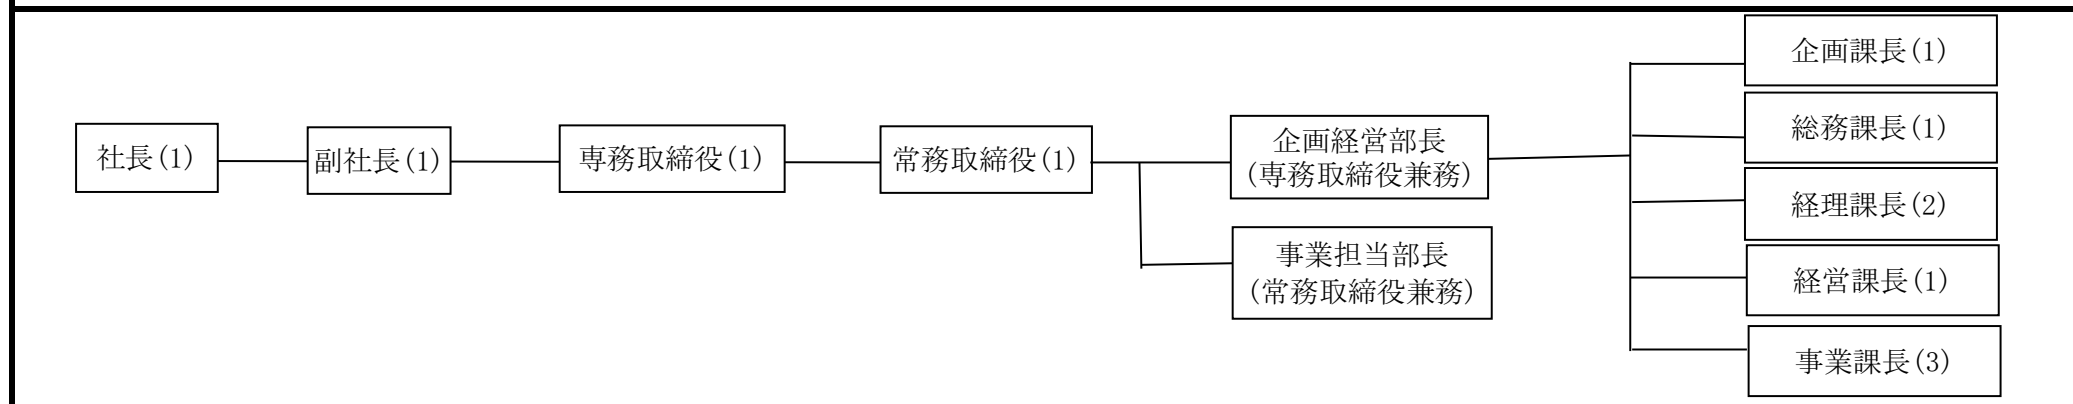 社長(1)
副社長(1)
専務取締役(1)
常務取締役(1)
企画経営部長
(専務取締役兼務)
事業担当部長
(常務取締役兼務)
企画課長(1)
総務課長(1)
経理課長(2)
経営課長(1)
事業課長(3)